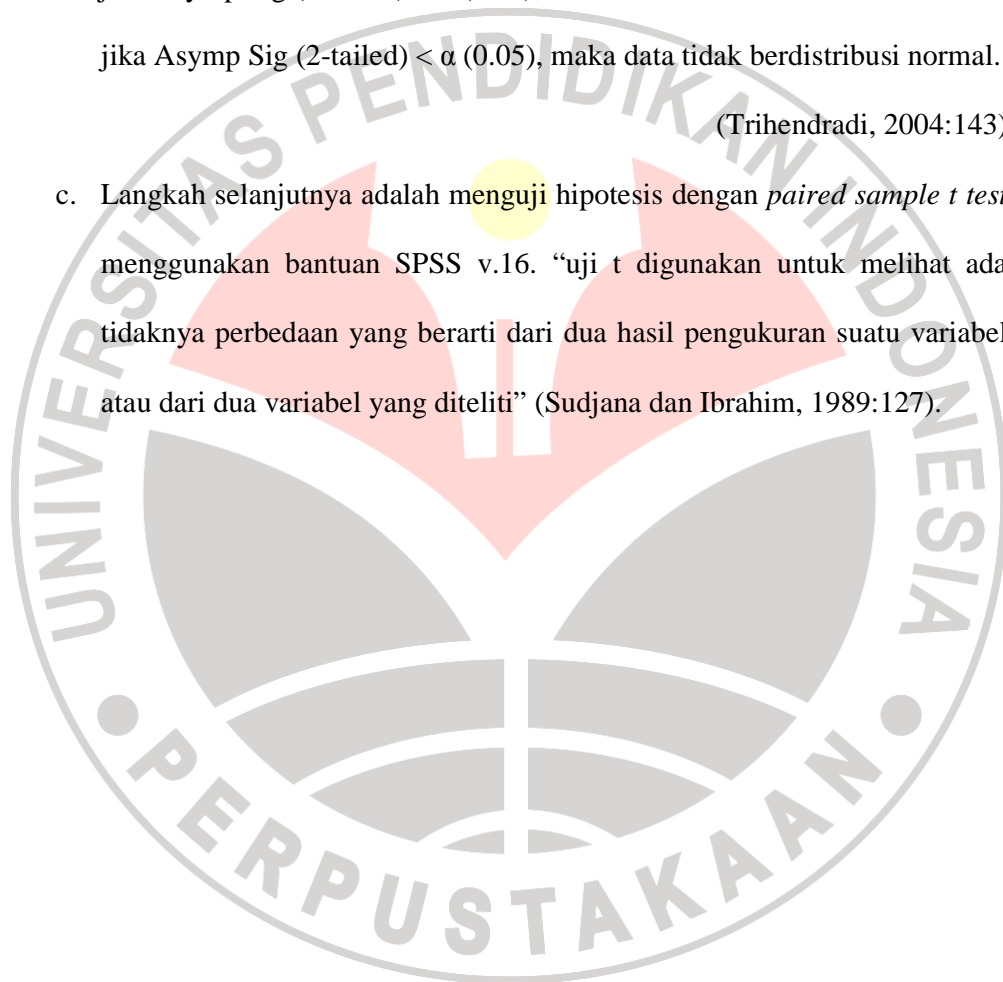 jika Asymp Sig (2-tailed) < α (0.05), maka data tidak berdistribusi normal.
(Trihendradi, 2004:143)
c. Langkah selanjutnya adalah menguji hipotesis dengan paired sample t test
menggunakan bantuan SPSS v.16. “uji t digunakan untuk melihat ada
tidaknya perbedaan yang berarti dari dua hasil pengukuran suatu variabel
atau dari dua variabel yang diteliti” (Sudjana dan Ibrahim, 1989:127).
UNIVERSITAS PENDIDIKAN INDONESIA
PERPUSTAKAAN